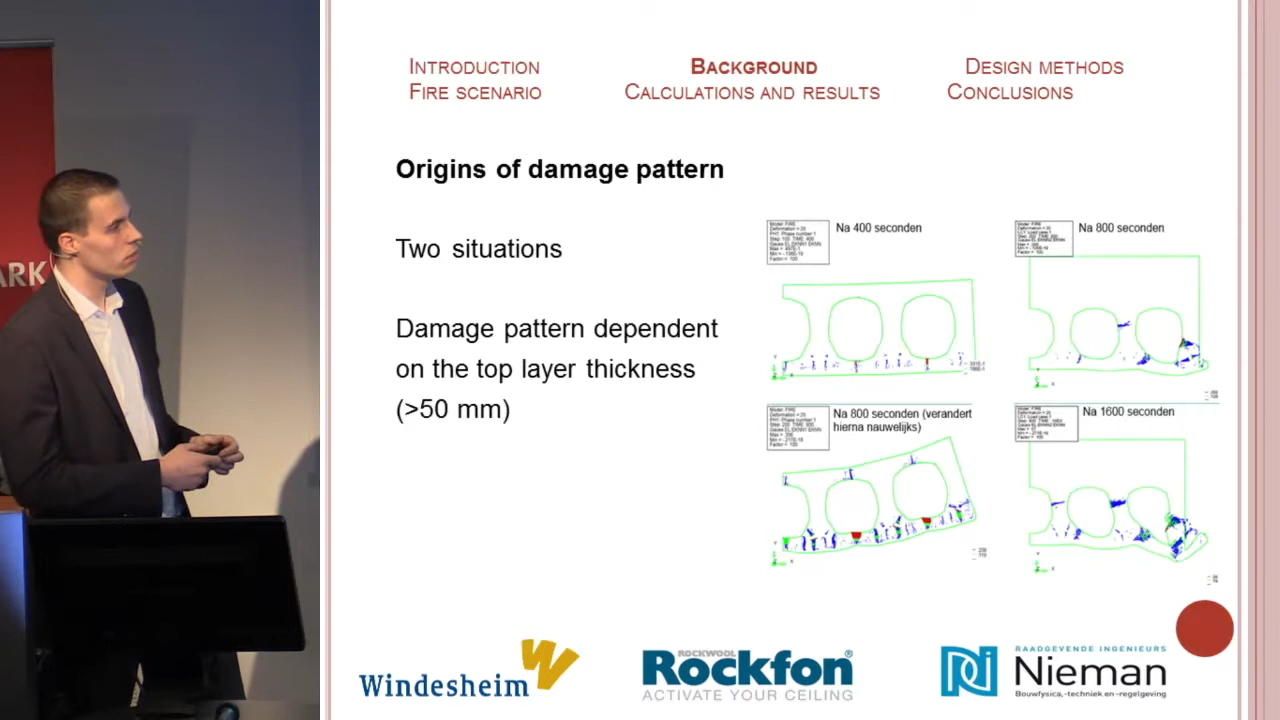 INTRODUCTION
BACKGROUND
DESIGN METHODS
FIRE SCENARIO
CALCULATIONS AND RESULTS
CONCLUSIONS
Origins of damage pattern
Two situations
Damage pattern dependent
on the top layer thickness
(>50 mm)
Na 400 seconden
Na 800 seconden
Na 800 seconden (verandert
hierna nauwelijks)
Na 1600 seconden
ARK
Windesheim
ROCKWOOL
Rockfon
ACTIVATE YOUR CEILING
RAADGEVENDE INGENIEURS
Nieman
Bouwfysica, -techniek en -regelgeving